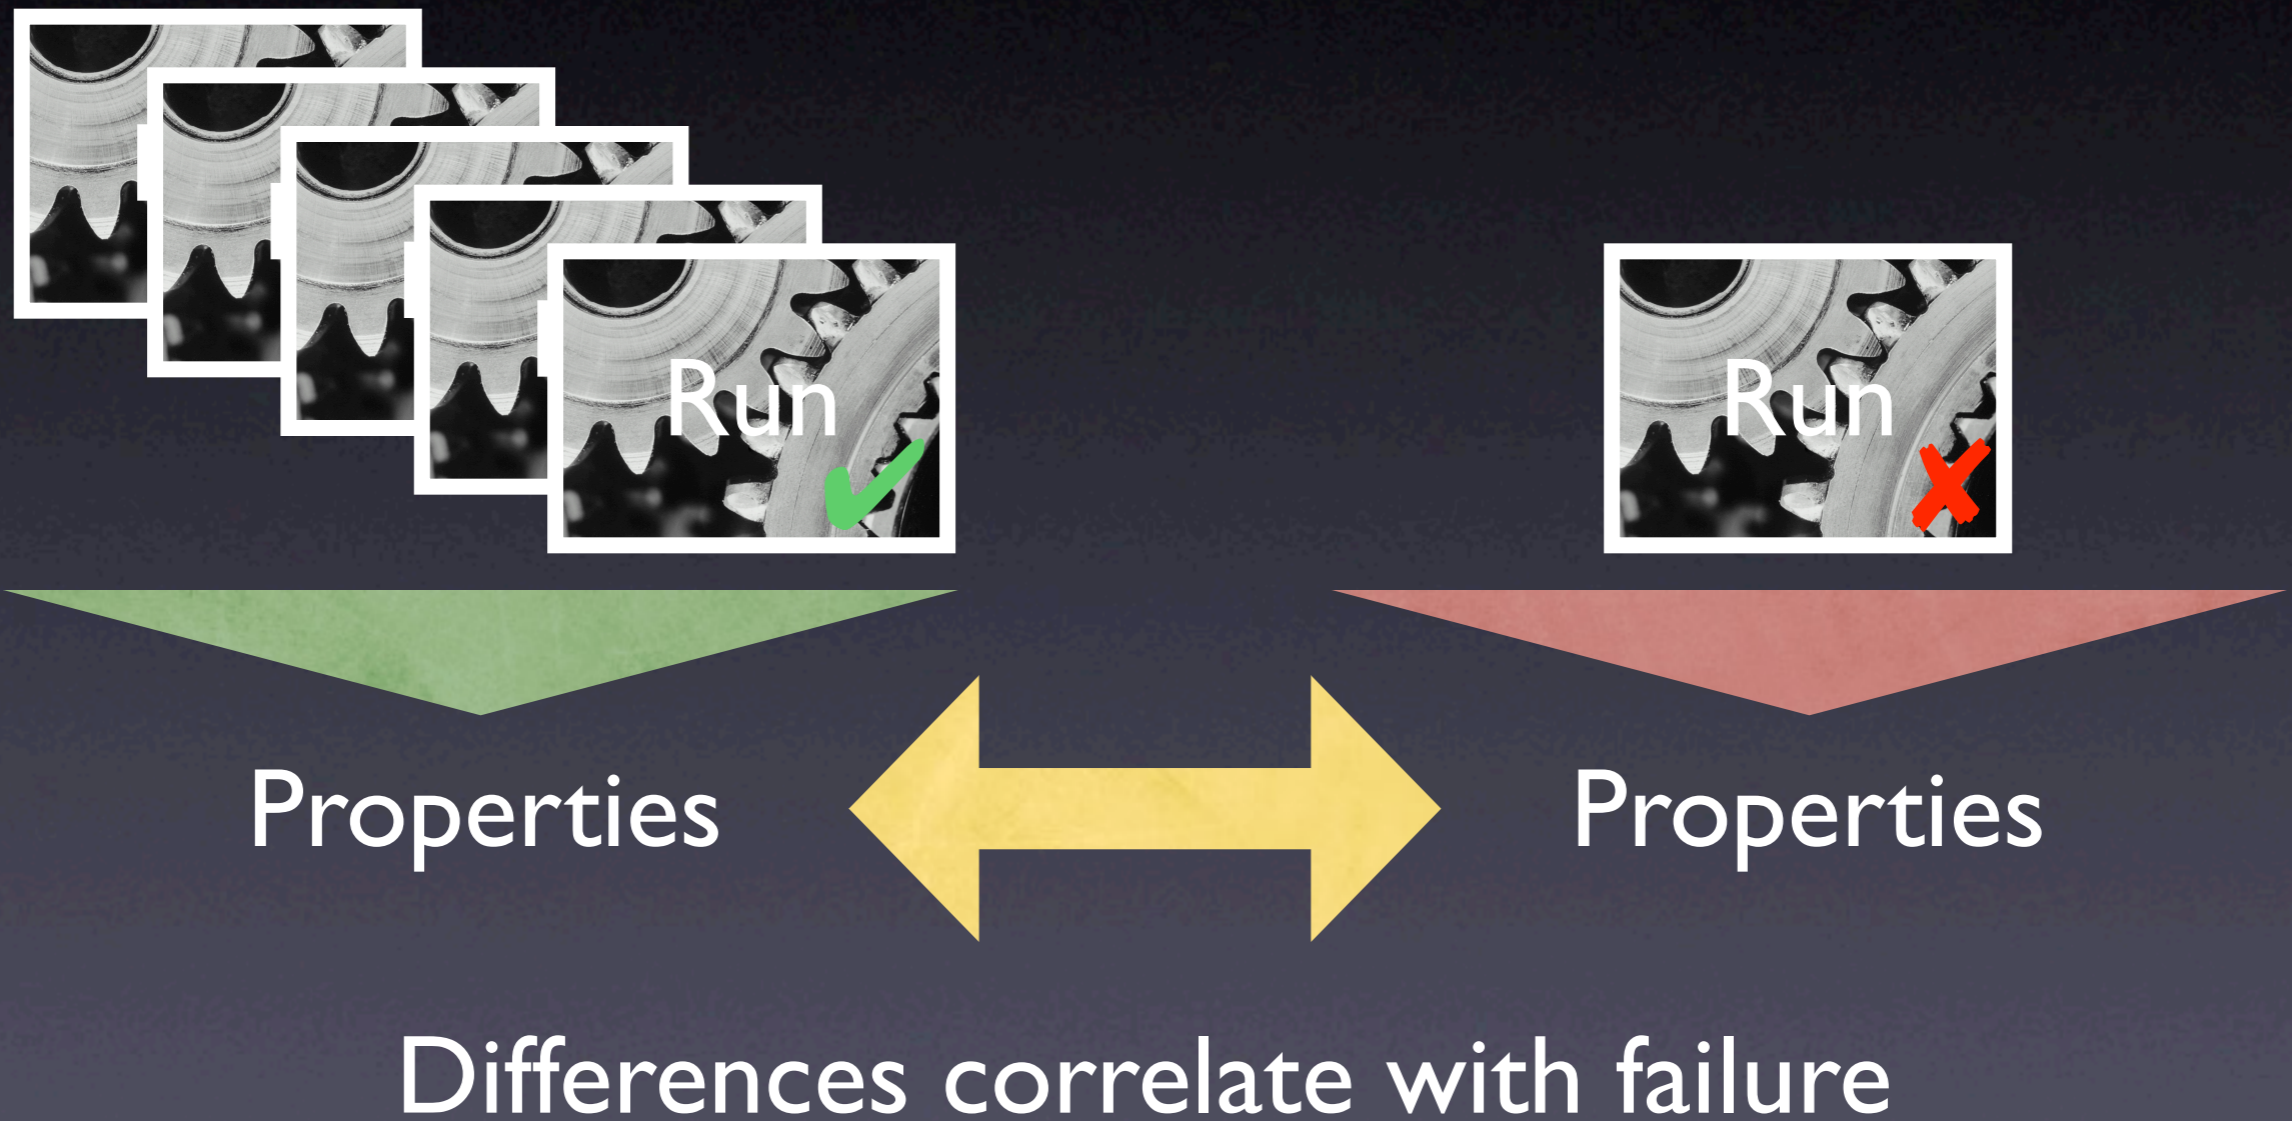 Run
Run
Properties
Properties
Differences correlate with failure